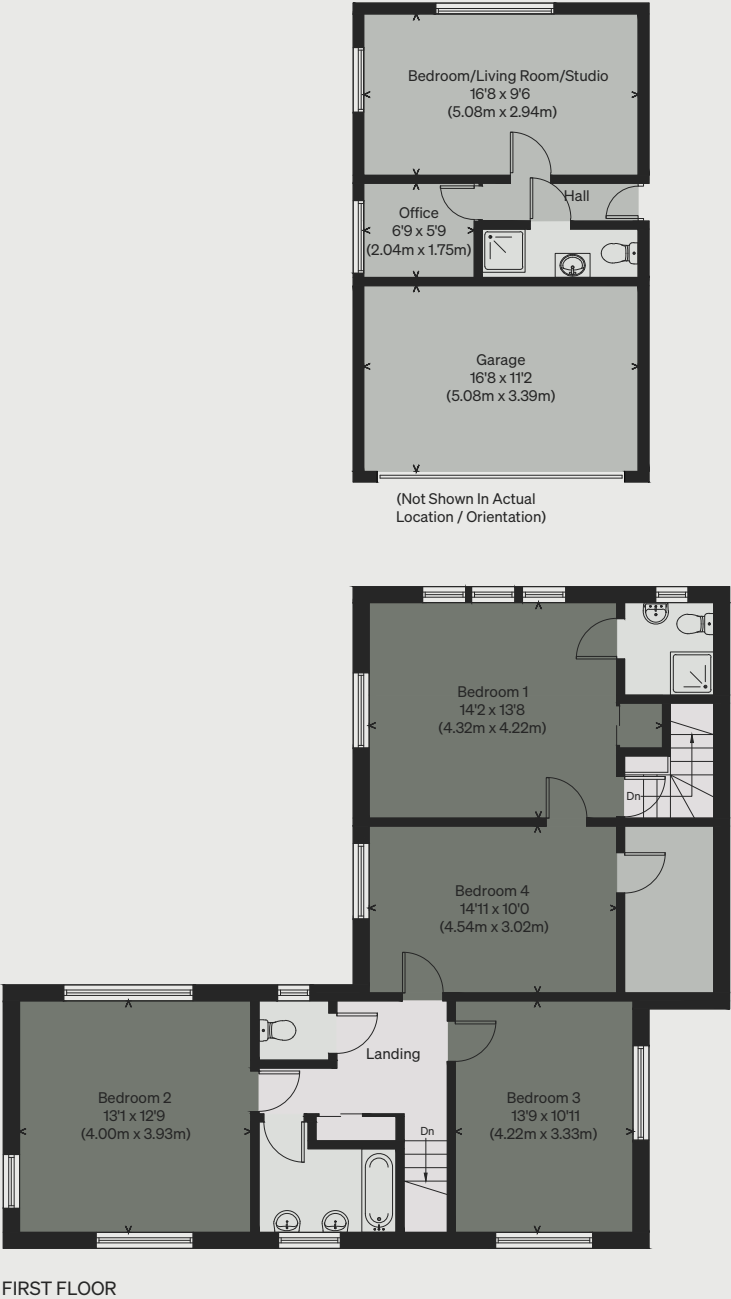 Bedroom/Living Room/Studio
16'8 x 9'6
(5.08m x 2.94m)
Hall
Office
6'9 x 5'9
(2.04m x 1.75m)
Garage
16'8 x 11'2
(5.08m x 3.39m)
(Not Shown In Actual
Location / Orientation)
Bedroom 1
14'2 x 13'8
(4.32m x 4.22m)
Dn
Bedroom 4
14'11 x 10'0
(4.54m x 3.02m)
Landing
Bedroom 2
13'1 x 12'9
(4.00m x 3.93m)
Bedroom 3
13'9 x 10'11
(4.22m x 3.33m)
Dn
FIRST FLOOR